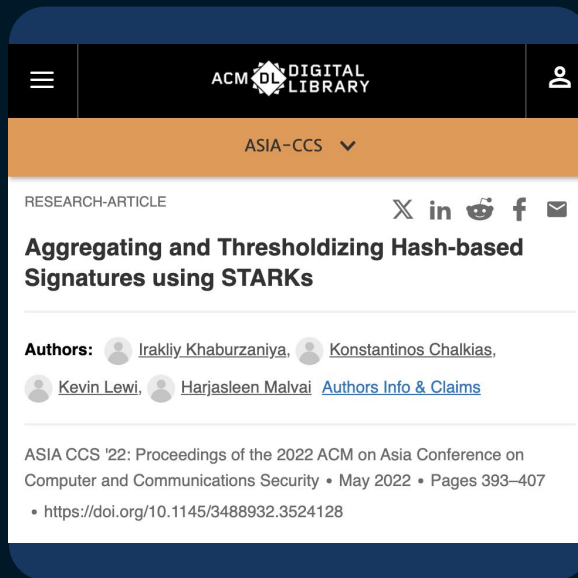 ACM DL DIGITAL
LIBRARY
ASIA-CCS
RESEARCH-ARTICLE
Aggregating and Thresholdizing Hash-based
Signatures using STARKs
Authors: Irakliy Khaburzaniya, Konstantinos Chalkias,
Kevin Lewi, Harjasleen Malvai Authors Info & Claims
ASIA CCS '22: Proceedings of the 2022 ACM on Asia Conference on
Computer and Communications Security • May 2022 • Pages 393–407
• https://doi.org/10.1145/3488932.3524128